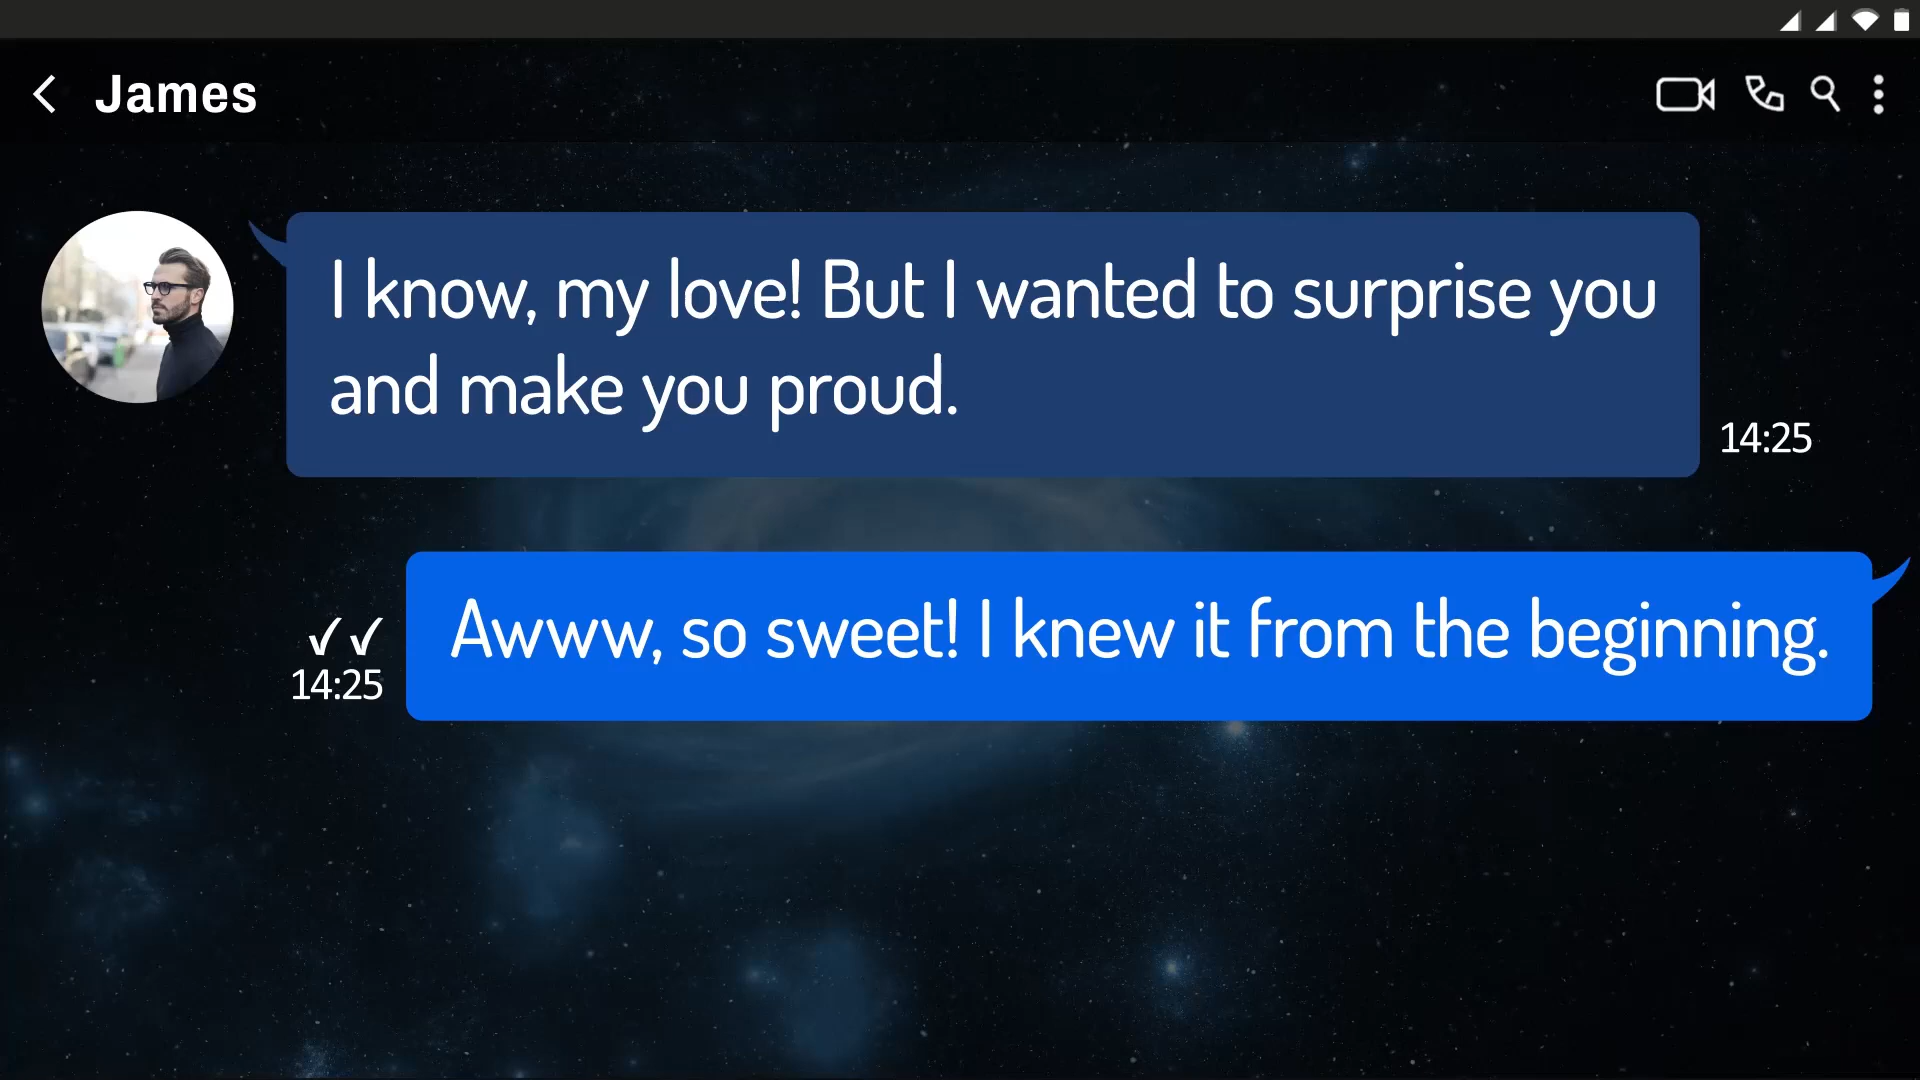 James
I know, my love! But I wanted to surprise you
and make you proud.
14:25
Awww, so sweet! I knew it from the beginning.
✓✓
14:25